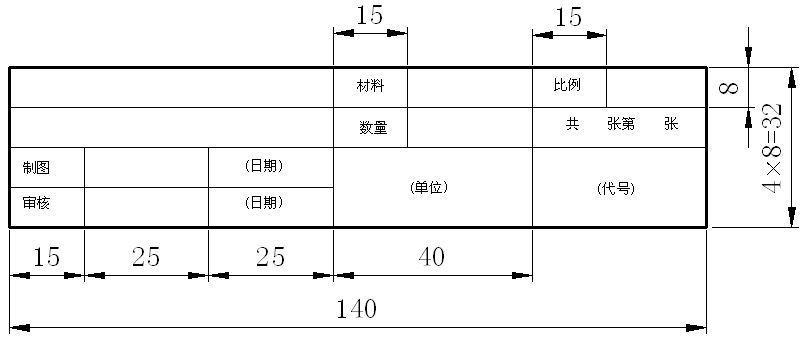 15 15
材料 比例 8
数量 共 张第 张 4×8=32
制图 (日期)
(单位) (代号)
审核 (日期)
15 25 25 40
140